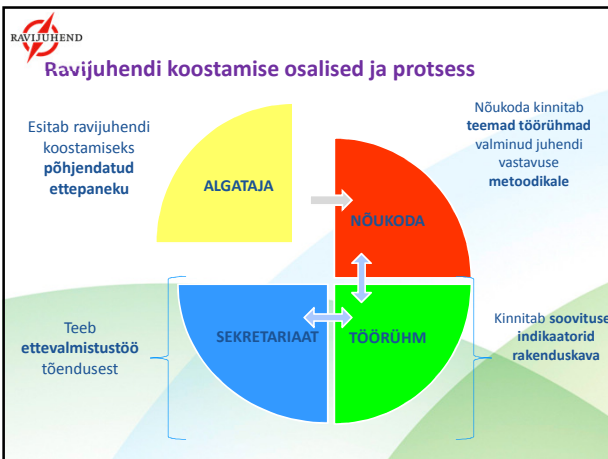 RAVIJUHEND
Ravijuhendi koostamise osalised ja protsess
Esitab ravijuhendi
koostamiseks
põhjendatud
ettepaneku
ALGATAJA
Nõukoda kinnitab
teemad töörühmad
valminud juhendi
vastavuse
metoodikale
NÕUKODA
Teeb
ettevalmistustöö
tõendusest
SEKRETARIAAT
TÖÖRÜHM
Kinnitab soovituse
indikaatorid
rakenduskava